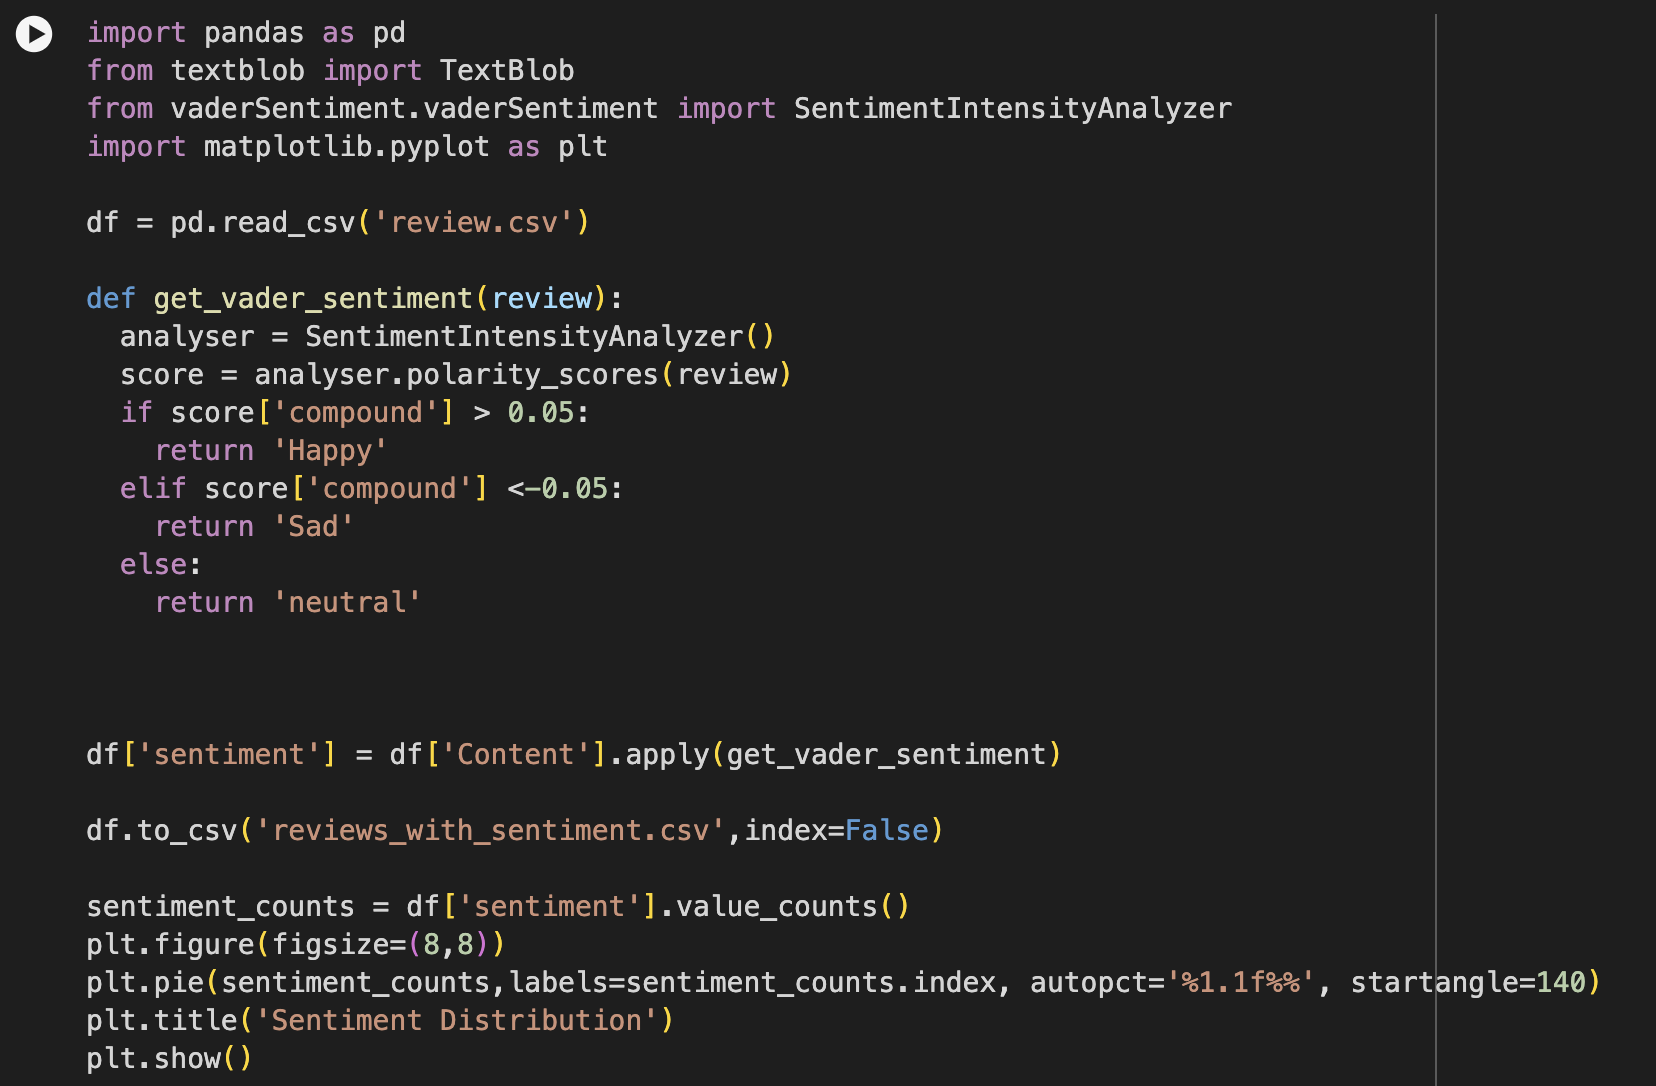 import pandas as pd
from textblob import TextBlob
from vaderSentiment.vaderSentiment import SentimentIntensityAnalyzer
import matplotlib.pyplot as plt

df = pd.read_csv('review.csv')

def get_vader_sentiment(review):
  analyser = SentimentIntensityAnalyzer()
  score = analyser.polarity_scores(review)
  if score['compound'] > 0.05:
    return 'Happy'
  elif score['compound'] <-0.05:
    return 'Sad'
  else:
    return 'neutral'



df['sentiment'] = df['Content'].apply(get_vader_sentiment)

df.to_csv('reviews_with_sentiment.csv',index=False)

sentiment_counts = df['sentiment'].value_counts()
plt.figure(figsize=(8,8))
plt.pie(sentiment_counts,labels=sentiment_counts.index, autopct='%1.1f%%', startangle=140)
plt.title('Sentiment Distribution')
plt.show()